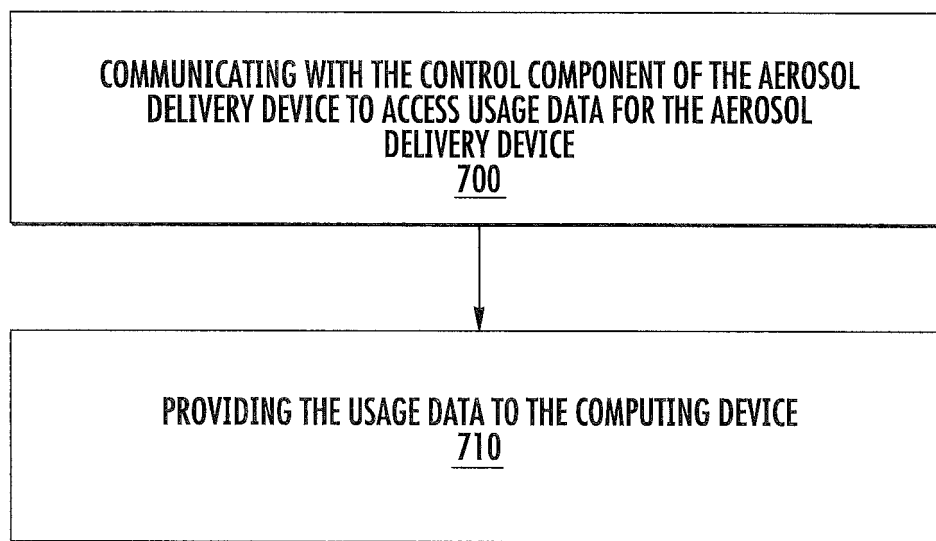 COMMUNICATING WITH THE CONTROL COMPONENT OF THE AEROSOL
DELIVERY DEVICE TO ACCESS USAGE DATA FOR THE AEROSOL
DELIVERY DEVICE
700
PROVIDING THE USAGE DATA TO THE COMPUTING DEVICE
710